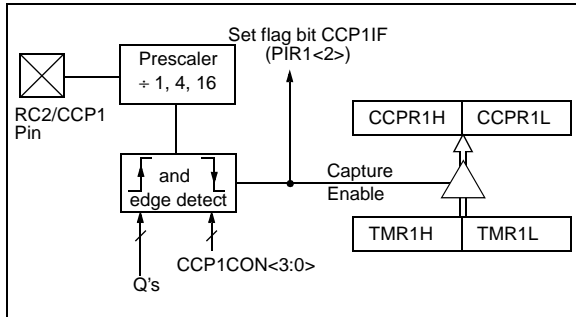 Set flag bit CCP1IF
(PIR1<2>)
Prescaler
÷ 1, 4, 16
RC2/CCP1
Pin
CCPR1H
CCPR1L
and
edge detect
Capture
Enable
TMR1H
TMR1L
CCP1CON<3:0>
Q's